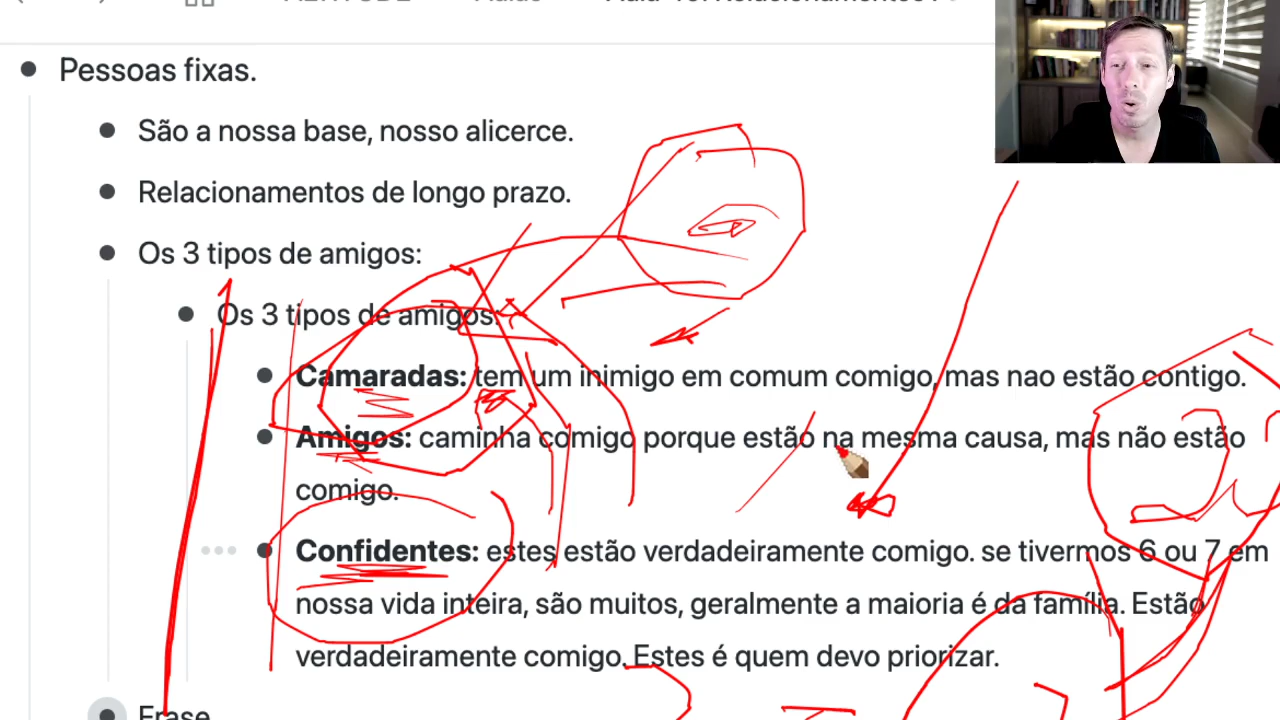 Pessoas fixas.
São a nossa base, nosso alicerce.
Relacionamentos de longo prazo.
Os 3 tipos de amigos:
Os 3 tipos de amigos:
Camaradas: tem um inimigo em comum comigo, mas nao estão contigo.
Amigos: caminha comigo porque estão na mesma causa, mas não estão
comigo.
Confidentes: estes estão verdadeiramente comigo. se tivermos 6 ou 7 em
nossa vida inteira, são muitos, geralmente a maioria é da família. Estão
verdadeiramente comigo. Estes é quem devo priorizar.
Frase